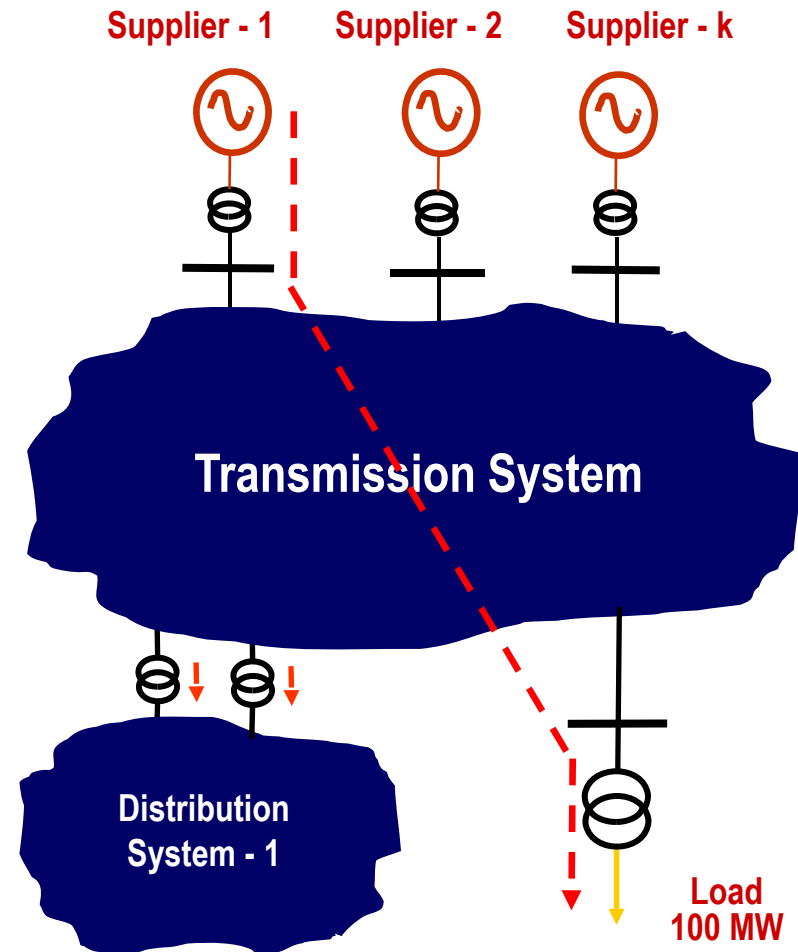 Supplier - 1
Supplier - 2
Supplier - k
Transmission System
Distribution
System - 1
Load
100 MW